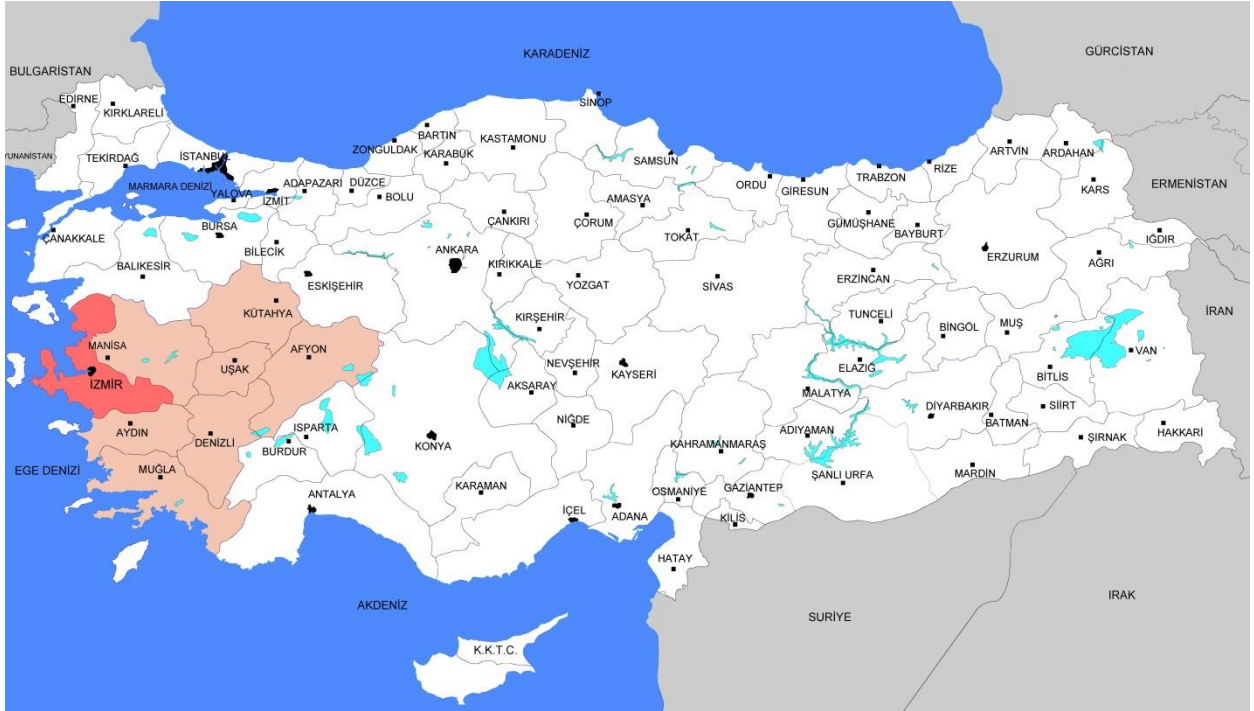 KARADENİZ
GÜRCİSTAN
BULGARİSTAN
EDİRNE
KIRKLARELİ
SİNOP
BARTIN
KASTAMONU
ZONGULDAK
KARABÜK
YUNANİSTAN
TEKİRDAĞ
İSTANBUL
SAMSUN
ARTVİN
ARDAHAN
ORDU
GİRESUN
TRABZON
RİZE
ERMENİSTAN
MARMARA DENİZİ
YALOVA
İZMİT
ADAPAZARI
DÜZCE
BOLU
KARS
AMASYA
ÇANKIRI
ÇORUM
TOKAT
GÜMÜŞHANE
BAYBURT
ÇANAKKALE
BURSA
BİLECİK
IĞDIR
ANKARA
KIRIKKALE
ERZURUM
AĞRI
BALIKESİR
ESKİŞEHİR
YOZGAT
SİVAS
ERZİNCAN
İRAN
KÜTAHYA
KIRŞEHİR
TUNCELİ
BİNGÖL
MUŞ
MANİSA
UŞAK
AFYON
NEVŞEHİR
KAYSERİ
ELAZIĞ
VAN
İZMİR
AKSARAY
MALATYA
BİTLİS
DİYARBAKIR
SİİRT
BATMAN
AYDIN
DENİZLİ
ISPARTA
BURDUR
KONYA
NİĞDE
KAHRAMANMARAŞ
ADIYAMAN
ŞIRNAK
HAKKARİ
EGE DENİZİ
MUĞLA
ANTALYA
KARAMAN
İÇEL
ADANA
OSMANİYE
GAZİANTEP
ŞANLI URFA
MARDİN
KİLİS
HATAY
AKDENİZ
SURİYE
IRAK
K.K.T.C.